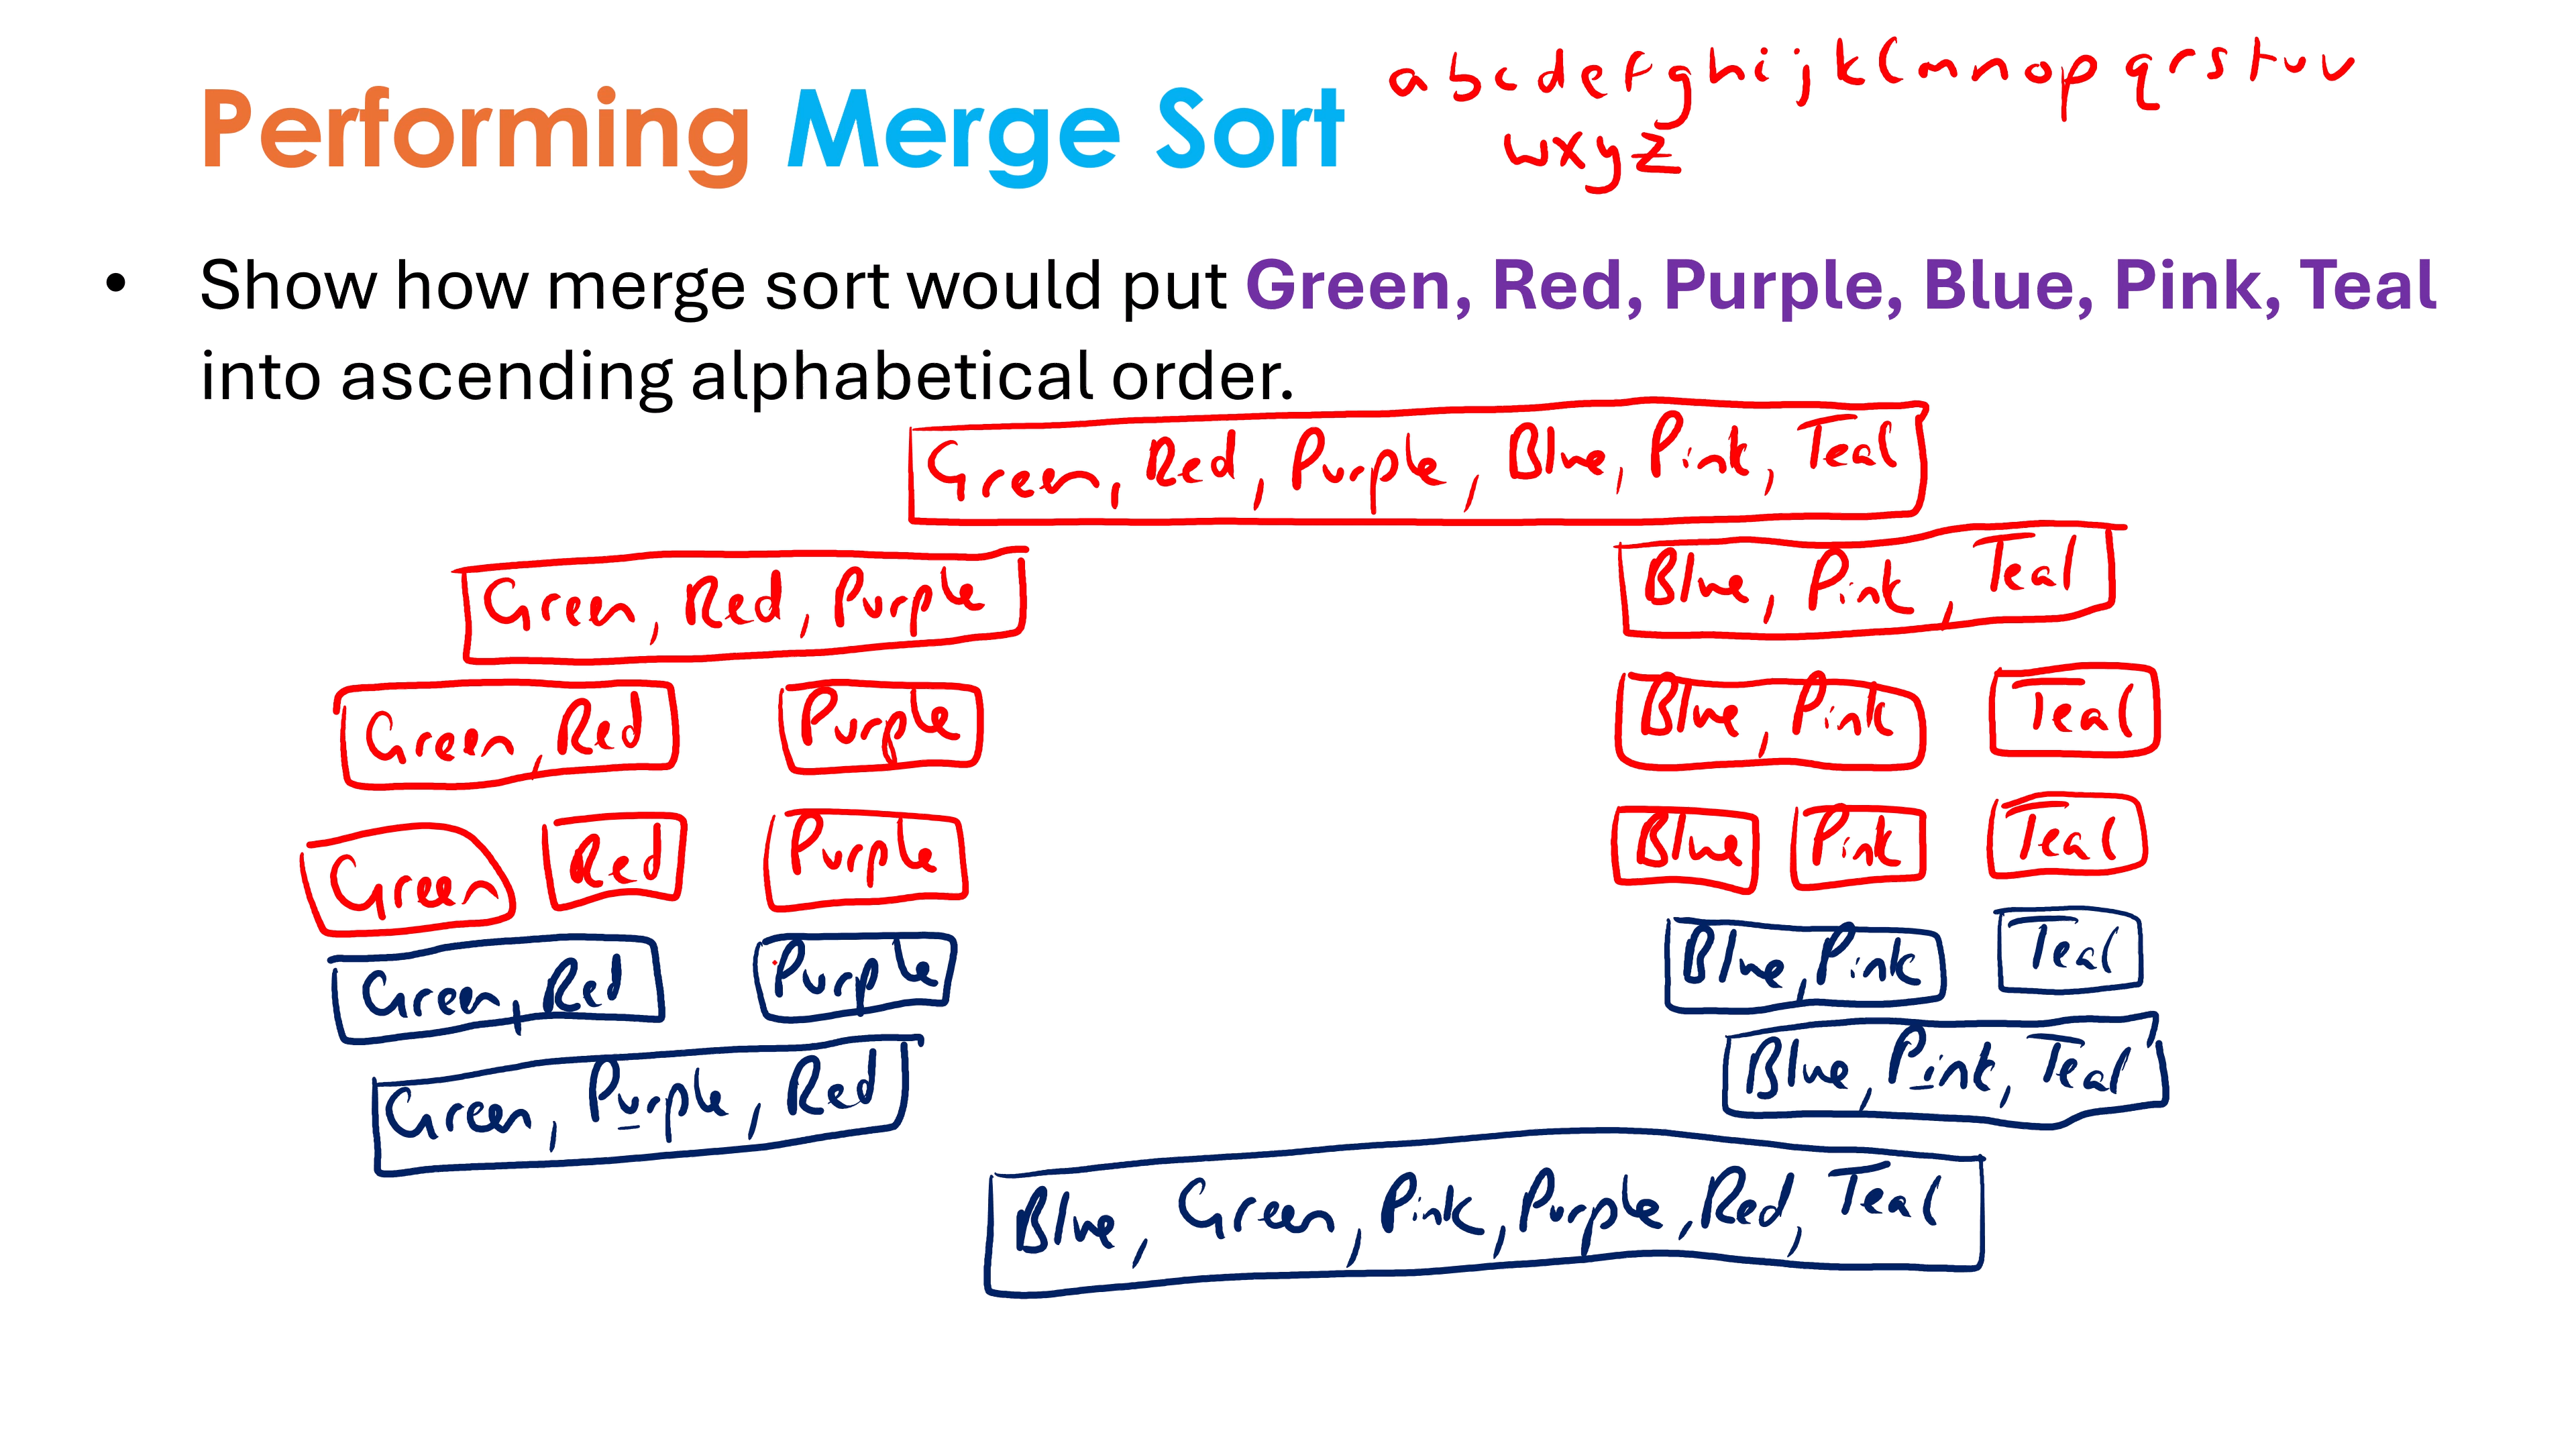 Performing Merge Sort
a b c d e f g h i j k l m n o p q r s t u v
w x y z
• Show how merge sort would put Green, Red, Purple, Blue, Pink, Teal
into ascending alphabetical order.
Green, Red, Purple, Blue, Pink, Teal
Green, Red, Purple Blue, Pink, Teal
Green, Red Purple Blue, Pink Teal
Green Red Purple Blue Pink Teal
Green, Red Purple Blue, Pink Teal
Green, Purple, Red Blue, Pink, Teal
Blue, Green, Pink, Purple, Red, Teal